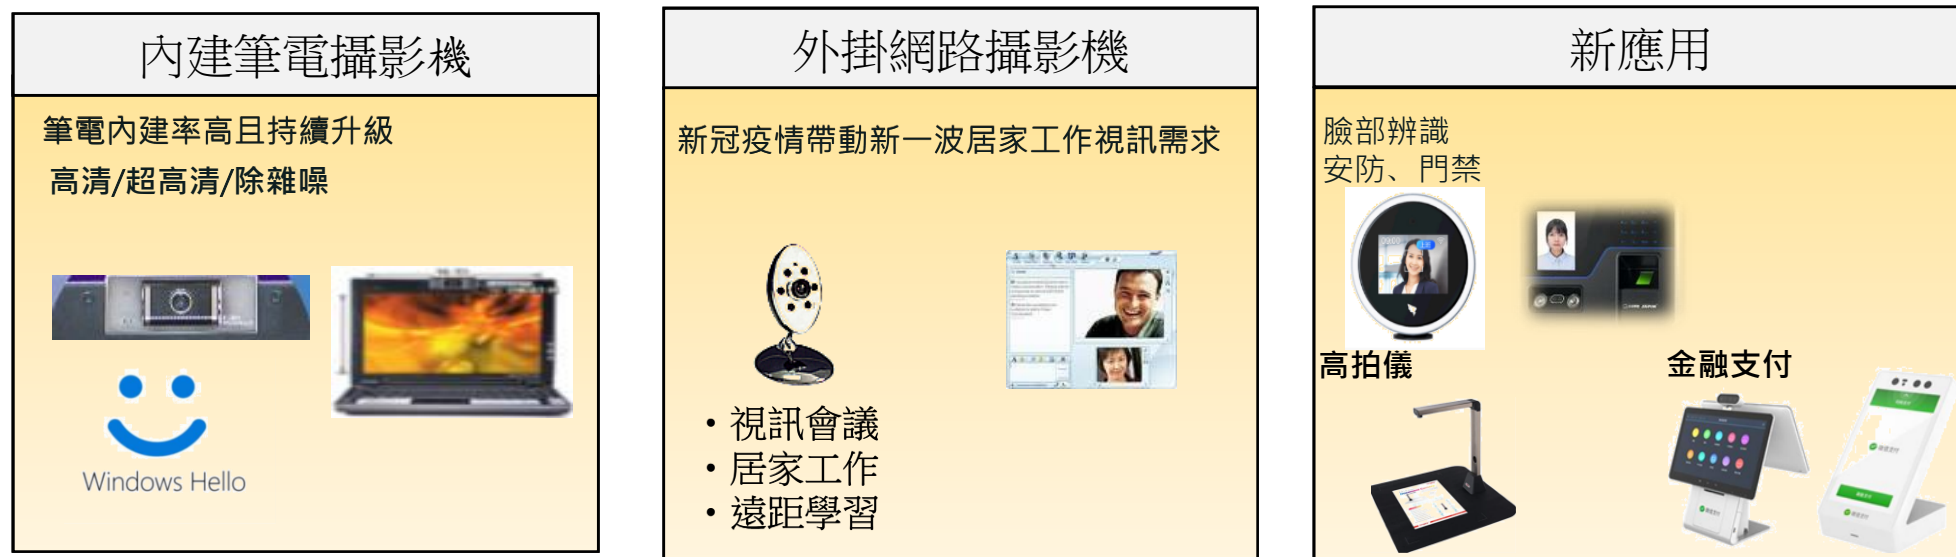 內建筆電攝影機
筆電內建率高且持續升級
高清/超高清/除雜噪
Windows Hello
外掛網路攝影機
新冠疫情帶動新一波居家工作視訊需求
・視訊會議
・居家工作
・遠距學習
新應用
臉部辨識
安防、門禁
高拍儀
金融支付